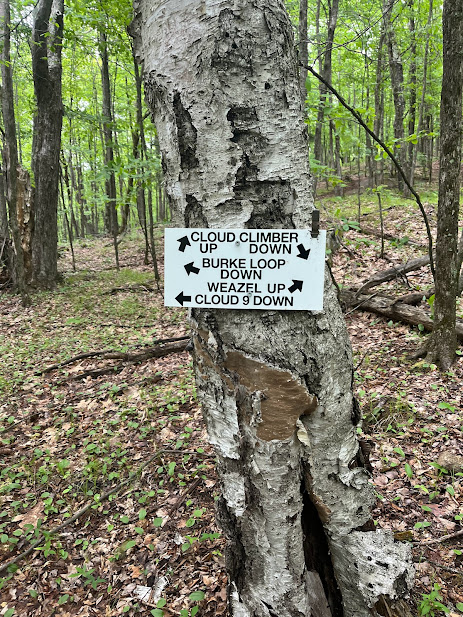 CLOUD CLIMBER
UP DOWN
BURKE LOOP
DOWN
WEAZEL UP
CLOUD 9 DOWN